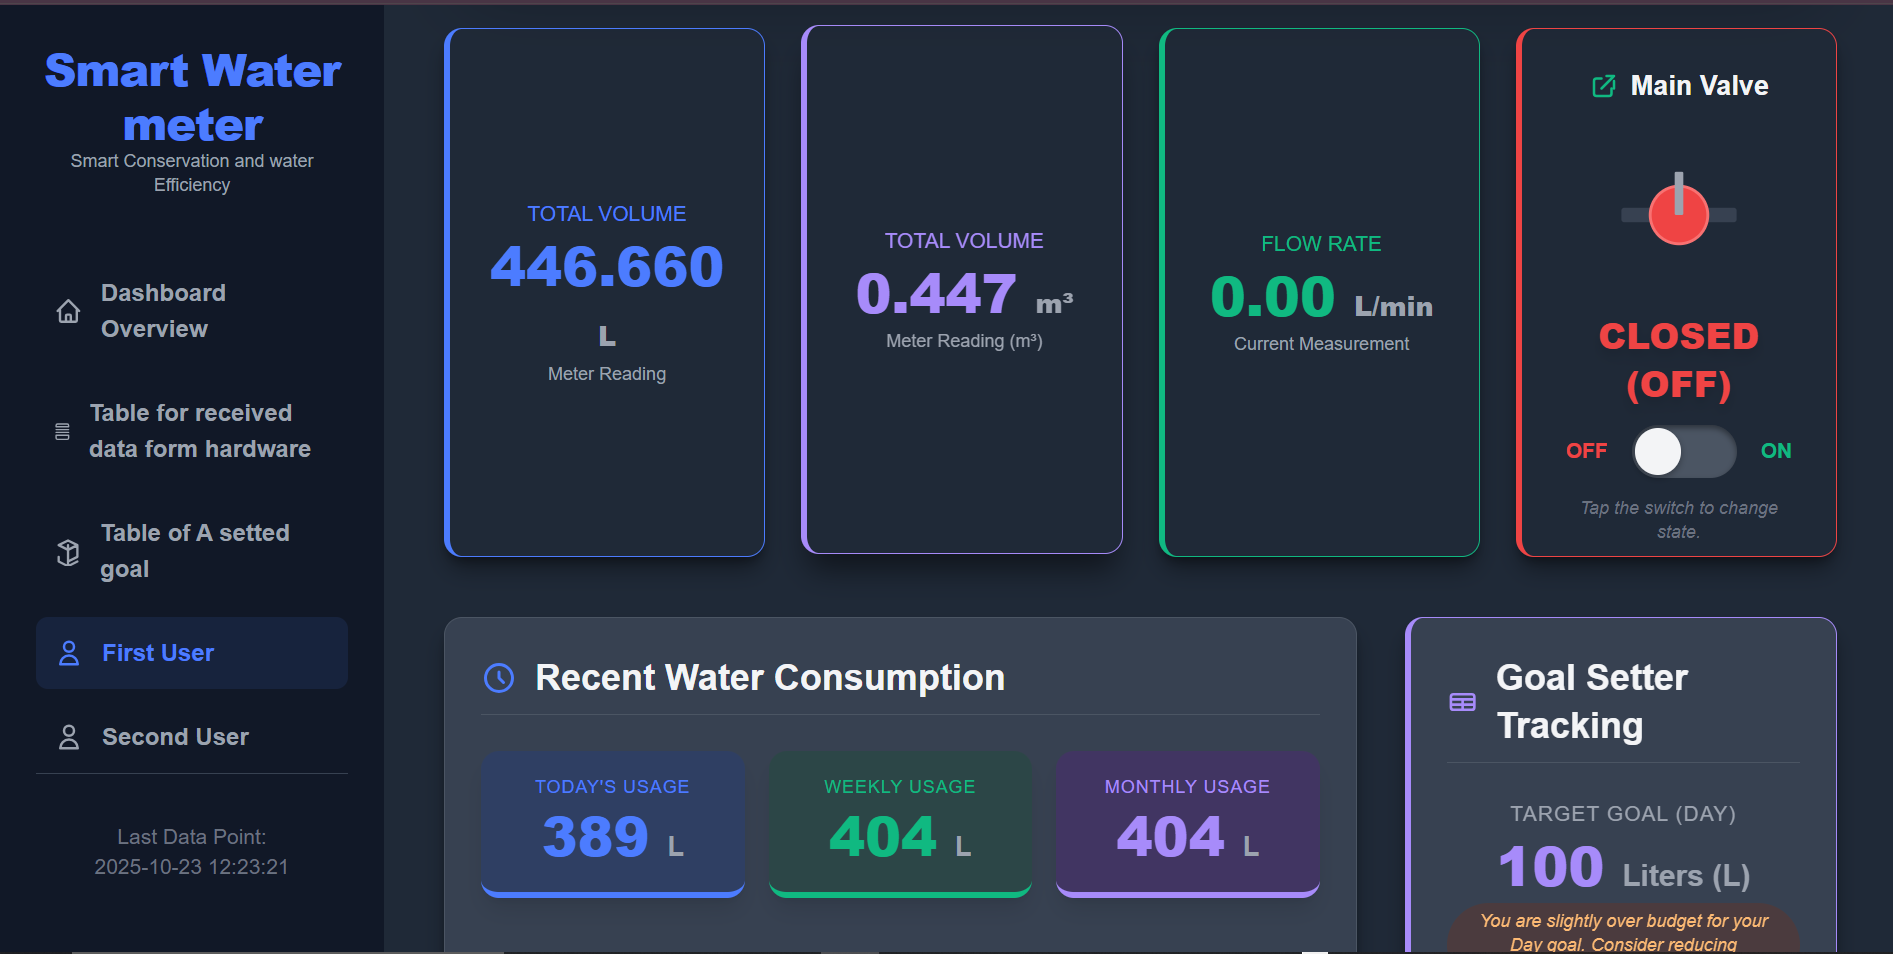 Smart Water
meter
Smart Conservation and water
Efficiency
Dashboard
Overview
Table for received
data form hardware
Table of A setted
goal
First User
Second User
Last Data Point:
2025-10-23 12:23:21
TOTAL VOLUME
446.660
L
Meter Reading
TOTAL VOLUME
0.447 m³
Meter Reading (m³)
FLOW RATE
0.00 L/min
Current Measurement
Main Valve
CLOSED
(OFF)
OFF ON
Tap the switch to change
state.
Recent Water Consumption
TODAY'S USAGE
389 L
WEEKLY USAGE
404 L
MONTHLY USAGE
404 L
Goal Setter
Tracking
TARGET GOAL (DAY)
100 Liters (L)
You are slightly over budget for your
Day goal. Consider reducing